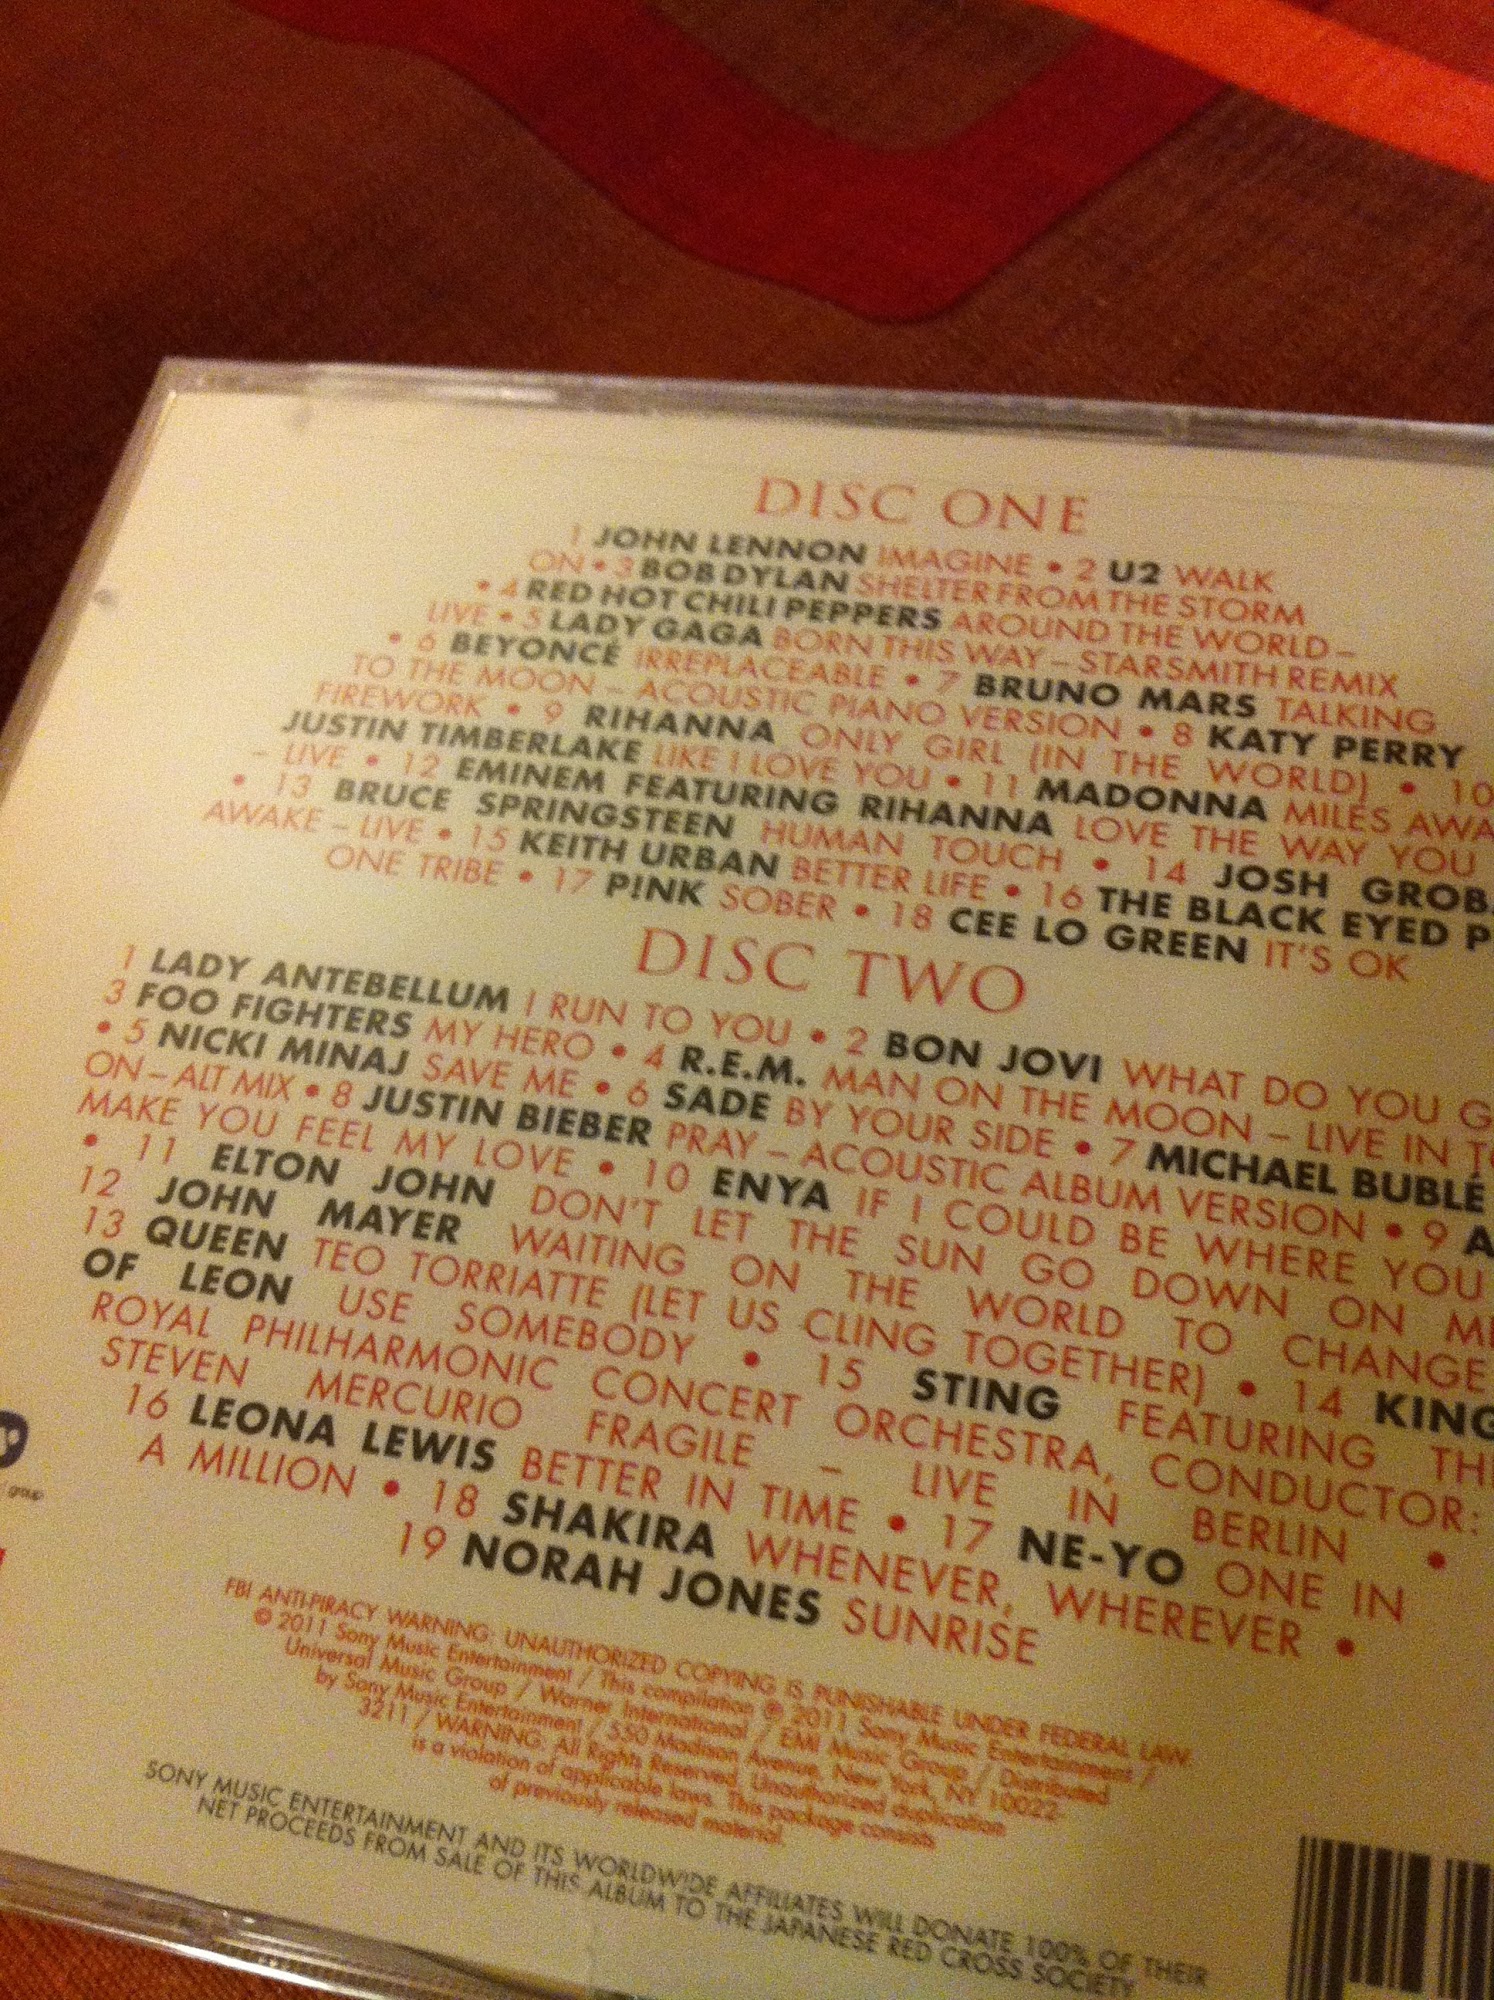 DISC ONE
1 JOHN LENNON IMAGINE • 2 U2 WALK
ON • 3 BOB DYLAN SHELTER FROM THE STORM
• 4 RED HOT CHILI PEPPERS AROUND THE WORLD –
LIVE • 5 LADY GAGA BORN THIS WAY – STARSMITH REMIX
• 6 BEYONCÉ IRREPLACEABLE • 7 BRUNO MARS TALKING
TO THE MOON – ACOUSTIC PIANO VERSION • 8 KATY PERRY
FIREWORK • 9 RIHANNA ONLY GIRL (IN THE WORLD) • 10
JUSTIN TIMBERLAKE LIKE I LOVE YOU • 11 MADONNA MILES AWA
– LIVE • 12 EMINEM FEATURING RIHANNA LOVE THE WAY YOU
• 13 BRUCE SPRINGSTEEN HUMAN TOUCH • 14 JOSH GROB
AWAKE – LIVE • 15 KEITH URBAN BETTER LIFE • 16 THE BLACK EYED P
ONE TRIBE • 17 P!NK SOBER • 18 CEE LO GREEN IT'S OK
DISC TWO
1 LADY ANTEBELLUM I RUN TO YOU • 2 BON JOVI WHAT DO YOU G
3 FOO FIGHTERS MY HERO • 4 R.E.M. MAN ON THE MOON – LIVE IN TO
• 5 NICKI MINAJ SAVE ME • 6 SADE BY YOUR SIDE • 7 MICHAEL BUBLÉ
ON – ALT MIX • 8 JUSTIN BIEBER PRAY – ACOUSTIC ALBUM VERSION • 9 A
MAKE YOU FEEL MY LOVE • 10 ENYA IF I COULD BE WHERE YOU
• 11 ELTON JOHN DON'T LET THE SUN GO DOWN ON ME
12 JOHN MAYER WAITING ON THE WORLD TO CHANGE
13 QUEEN TEO TORRIATTE (LET US CLING TOGETHER) • 14 KING
OF LEON USE SOMEBODY • 15 STING FEATURING THE
ROYAL PHILHARMONIC CONCERT ORCHESTRA, CONDUCTOR:
STEVEN MERCURIO FRAGILE – LIVE IN BERLIN •
16 LEONA LEWIS BETTER IN TIME • 17 NE-YO ONE IN
A MILLION • 18 SHAKIRA WHENEVER, WHEREVER •
19 NORAH JONES SUNRISE
FBI ANTI-PIRACY WARNING: UNAUTHORIZED COPYING IS PUNISHABLE UNDER FEDERAL LAW.
© 2011 Sony Music Entertainment / This compilation ℗ 2011 Sony Music Entertainment /
Universal Music Group / Warner International / EMI Music Group / Distributed
by Sony Music Entertainment / 550 Madison Avenue, New York, NY 10022-
3211 / WARNING: All Rights Reserved. Unauthorized duplication
is a violation of applicable laws. This package consists
of previously released material.
SONY MUSIC ENTERTAINMENT AND ITS WORLDWIDE AFFILIATES WILL DONATE 100% OF THEIR
NET PROCEEDS FROM SALE OF THIS ALBUM TO THE JAPANESE RED CROSS SOCIETY
group